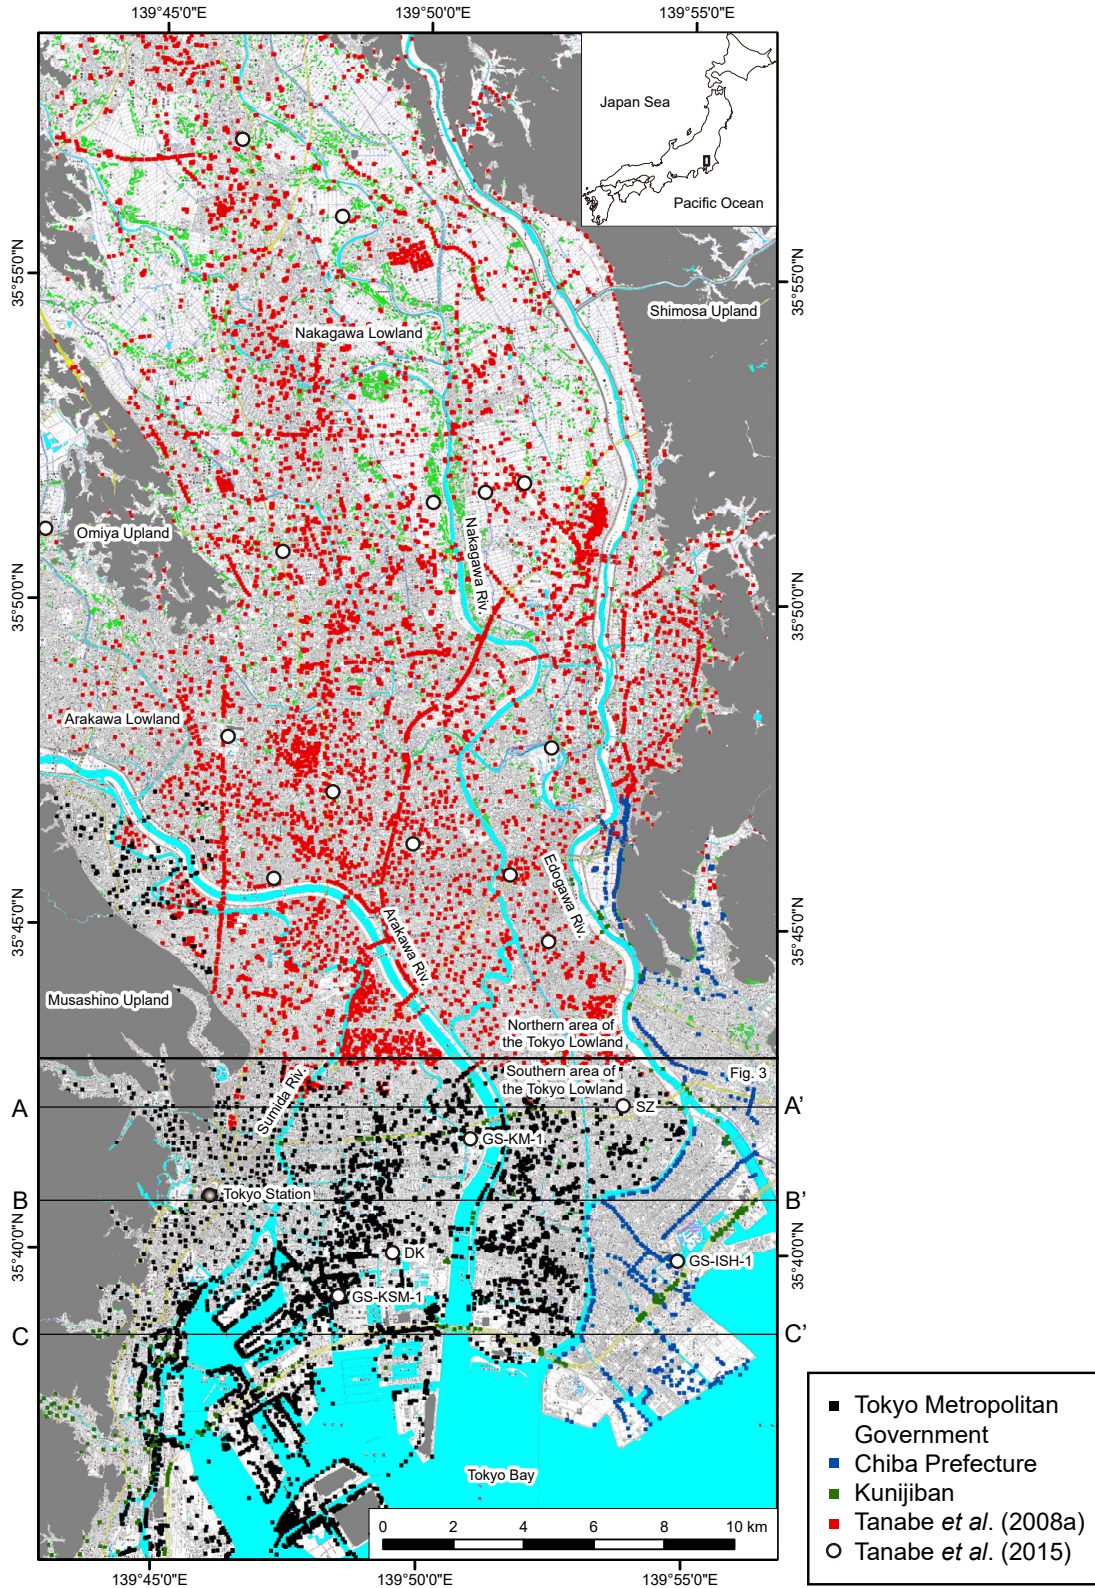 139°45'0"E
139°50'0"E
139°55'0"E
Japan Sea
Pacific Ocean
35°55'0"N
35°55'0"N
Shimosa Upland
Nakagawa Lowland
Omiya Upland
Nakagawa Riv.
35°50'0"N
35°50'0"N
Arakawa Lowland
Edogawa Riv.
Arakawa Riv.
35°45'0"N
35°45'0"N
Musashino Upland
Northern area of
the Tokyo Lowland
Southern area of
the Tokyo Lowland
Fig. 3
Sumida Riv.
A
SZ
A'
GS-KM-1
Tokyo Station
B
B'
35°40'0"N
DK
GS-ISH-1
35°40'0"N
GS-KSM-1
C
C'
Tokyo Bay
0 2 4 6 8 10 km
139°45'0"E
139°50'0"E
139°55'0"E
Tokyo Metropolitan
Government
Chiba Prefecture
Kunijiban
Tanabe et al. (2008a)
Tanabe et al. (2015)